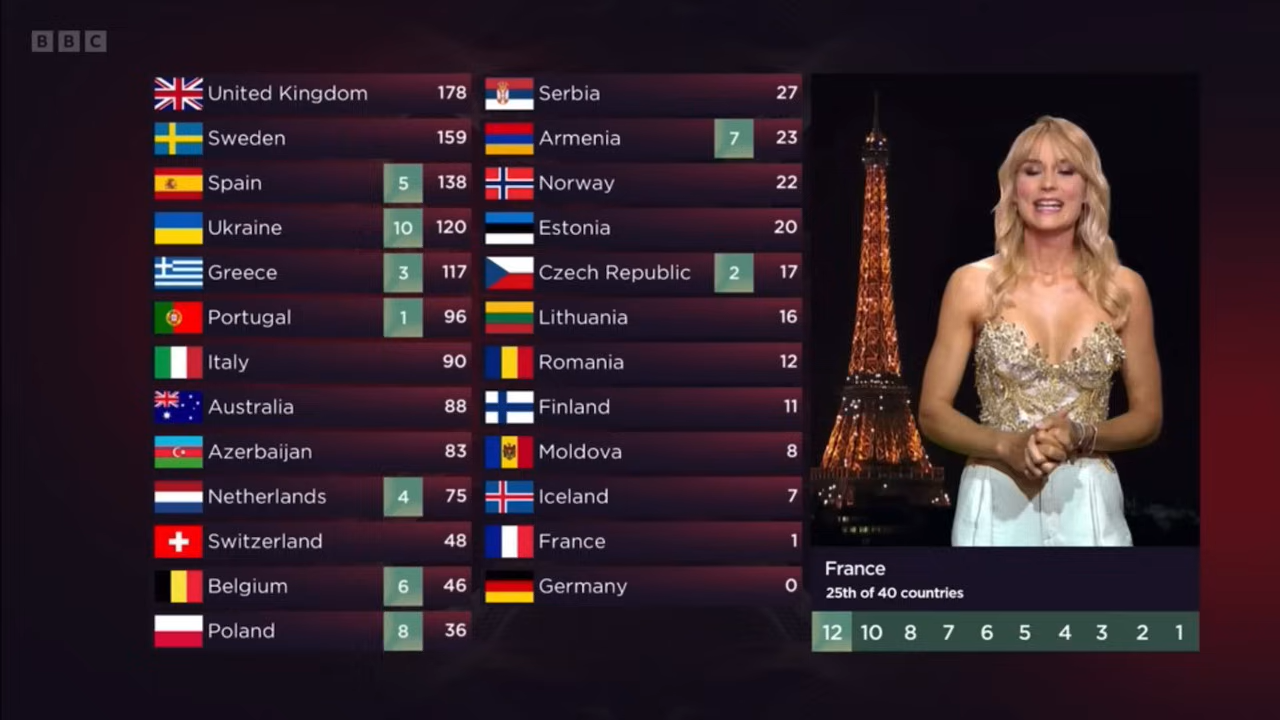 BBC
United Kingdom 178
Sweden 159
Spain 5 138
Ukraine 10 120
Greece 3 117
Portugal 1 96
Italy 90
Australia 88
Azerbaijan 83
Netherlands 4 75
Switzerland 48
Belgium 6 46
Poland 8 36
Serbia 27
Armenia 7 23
Norway 22
Estonia 20
Czech Republic 2 17
Lithuania 16
Romania 12
Finland 11
Moldova 8
Iceland 7
France 1
Germany 0
France
25th of 40 countries
12 10 8 7 6 5 4 3 2 1